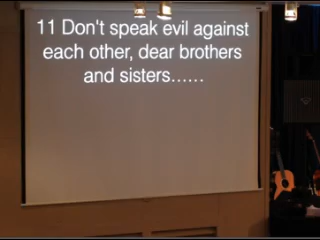 11 Don't speak evil against
each other, dear brothers
and sisters......